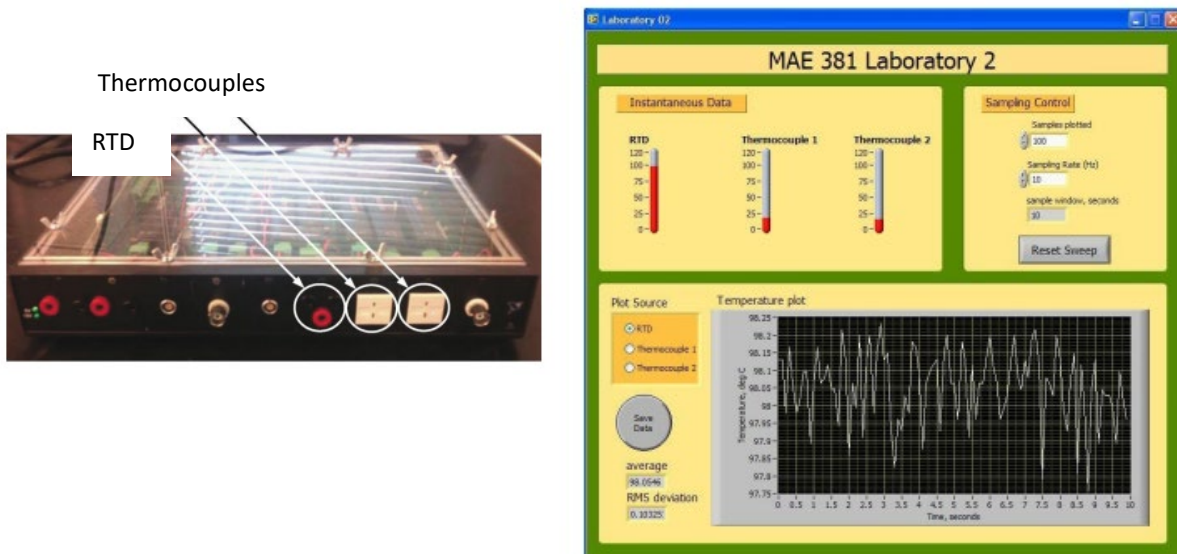 Thermocouples
RTD
Laboratory 02
MAE 381 Laboratory 2
Instantaneous Data
RTD
120
100
75
50
25
0
Thermocouple 1
120
100
75
50
25
0
Thermocouple 2
120
100
75
50
25
0
Sampling Control
Samples plotted
100
Sampling Rate (Hz)
10
sample window, seconds
10
Reset Sweep
Plot Source
RTD
Thermocouple 1
Thermocouple 2
Save
Data
average
98.0546
RMS deviation
0.10325
Temperature plot
Temperature, deg C
98.25
98.2
98.15
98.1
98.05
98
97.95
97.9
97.85
97.8
97.75
0 0.5 1 1.5 2 2.5 3 3.5 4 4.5 5 5.5 6 6.5 7 7.5 8 8.5 9 9.5 10
Time, seconds